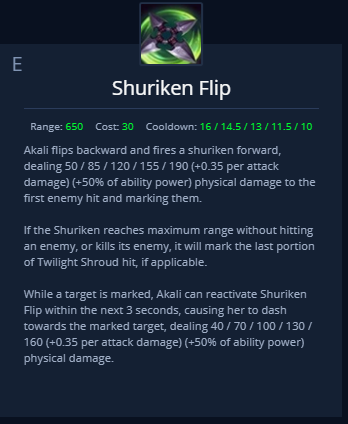 E
Shuriken Flip
Range: 650 Cost: 30 Cooldown: 16 / 14.5 / 13 / 11.5 / 10
Akali flips backward and fires a shuriken forward,
dealing 50 / 85 / 120 / 155 / 190 (+0.35 per attack
damage) (+50% of ability power) physical damage to the
first enemy hit and marking them.
If the Shuriken reaches maximum range without hitting
an enemy, or kills its enemy, it will mark the last portion
of Twilight Shroud hit, if applicable.
While a target is marked, Akali can reactivate Shuriken
Flip within the next 3 seconds, causing her to dash
towards the marked target, dealing 40 / 70 / 100 / 130 /
160 (+0.35 per attack damage) (+50% of ability power)
physical damage.